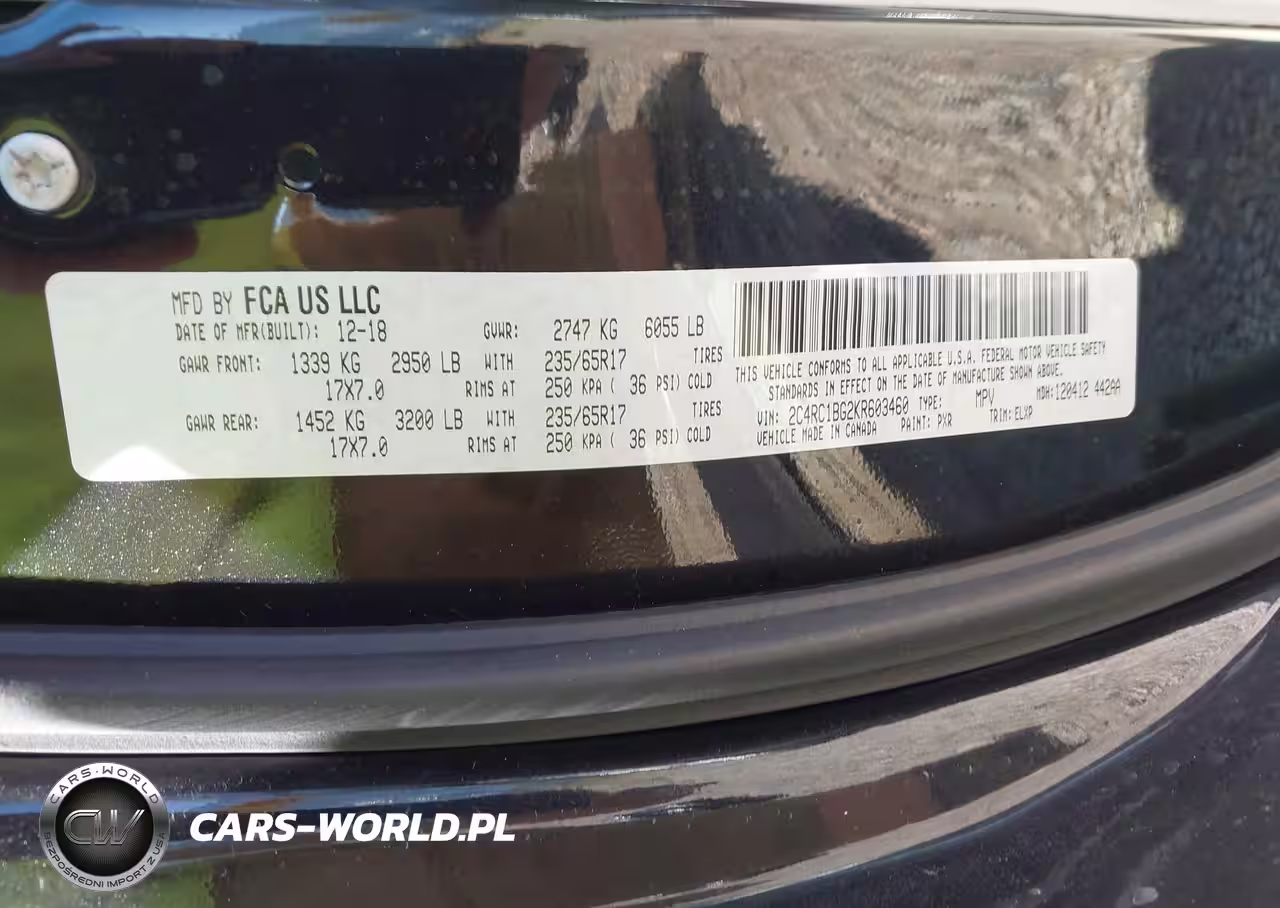 MFD BY FCA US LLC
DATE OF MFR(BUILT): 12-18 GVWR: 2747 KG 6055 LB
GAWR FRONT: 1339 KG 2950 LB WITH 235/65R17 TIRES
17X7.0 RIMS AT 250 KPA ( 36 PSI) COLD
GAWR REAR: 1452 KG 3200 LB WITH 235/65R17 TIRES
17X7.0 RIMS AT 250 KPA ( 36 PSI) COLD
THIS VEHICLE CONFORMS TO ALL APPLICABLE U.S.A. FEDERAL MOTOR VEHICLE SAFETY
STANDARDS IN EFFECT ON THE DATE OF MANUFACTURE SHOWN ABOVE.
VIN: 2C4RC1BG2KR603460 TYPE: MPV MDH:120412 442AA
VEHICLE MADE IN CANADA PAINT: PXR TRIM: ELXP
CARS-WORLD
CW
BEZPOŚREDNI IMPORT Z USA
CARS-WORLD.PL